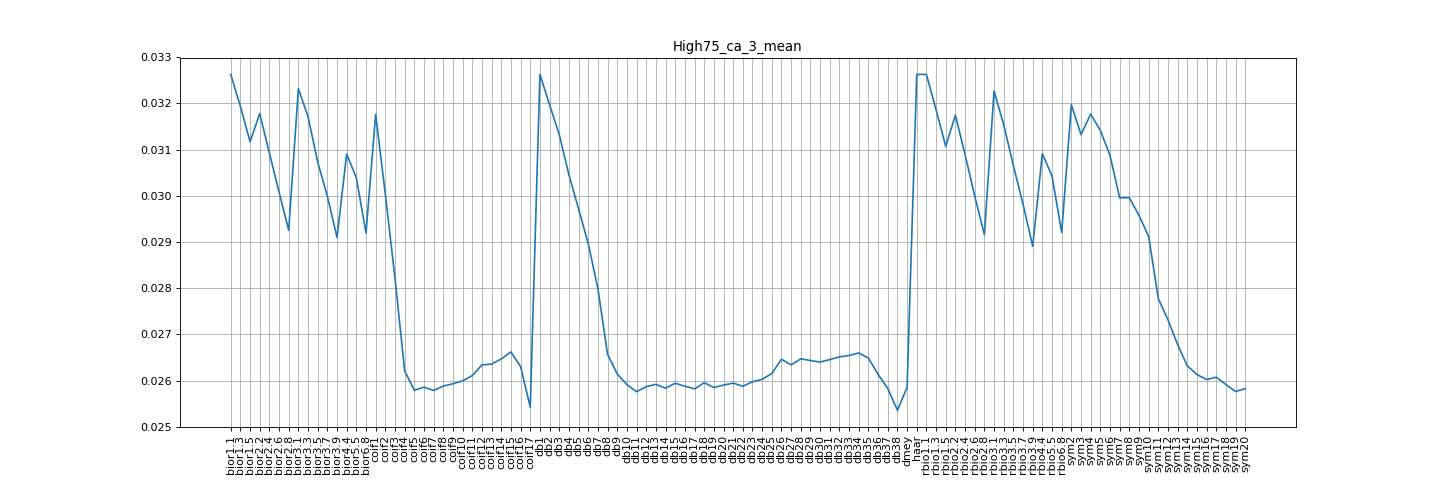 High75_ca_3_mean
0.033
0.032
0.031
0.030
0.029
0.028
0.027
0.026
0.025
bior1.1
bior1.3
bior1.5
bior2.2
bior2.4
bior2.6
bior2.8
bior3.1
bior3.3
bior3.5
bior3.7
bior3.9
bior4.4
bior5.5
bior6.8
coif1
coif2
coif3
coif4
coif5
coif6
coif7
coif8
coif9
coif10
coif11
coif12
coif13
coif14
coif15
coif16
coif17
db1
db2
db3
db4
db5
db6
db7
db8
db9
db10
db11
db12
db13
db14
db15
db16
db17
db18
db19
db20
db21
db22
db23
db24
db25
db26
db27
db28
db29
db30
db31
db32
db33
db34
db35
db36
db37
db38
dmey
haar
rbio1.1
rbio1.3
rbio1.5
rbio2.2
rbio2.4
rbio2.6
rbio2.8
rbio3.1
rbio3.3
rbio3.5
rbio3.7
rbio3.9
rbio4.4
rbio5.5
rbio6.8
sym2
sym3
sym4
sym5
sym6
sym7
sym8
sym9
sym10
sym11
sym12
sym13
sym14
sym15
sym16
sym17
sym18
sym19
sym20